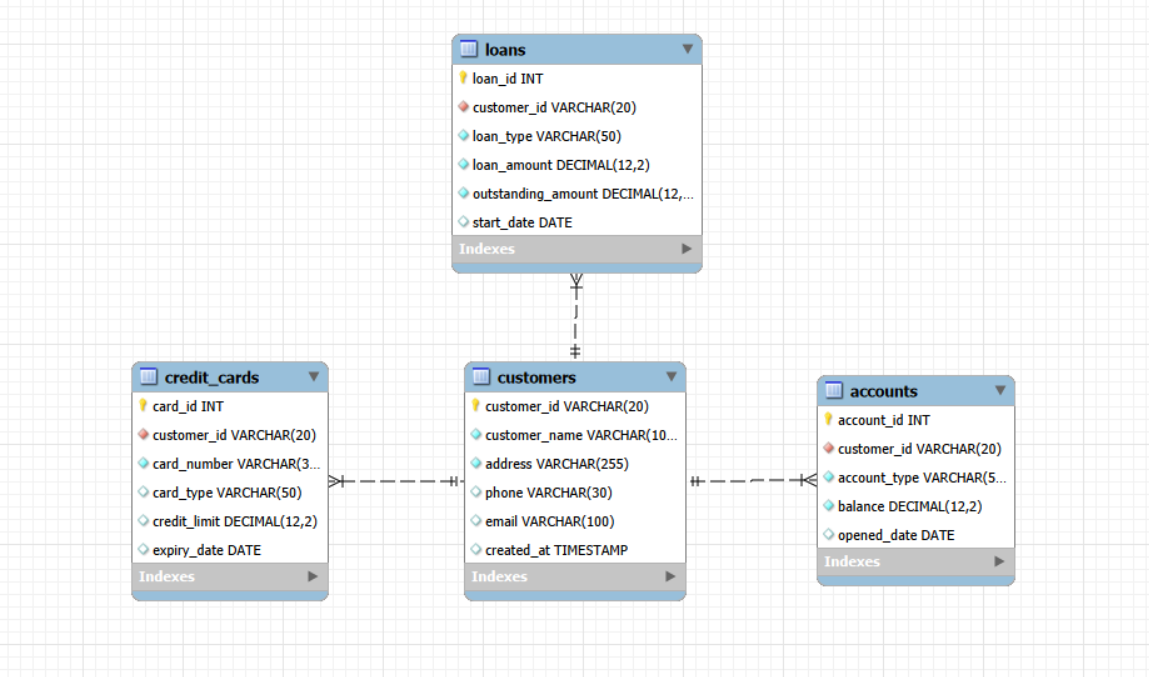 loans
loan_id INT
customer_id VARCHAR(20)
loan_type VARCHAR(50)
loan_amount DECIMAL(12,2)
outstanding_amount DECIMAL(12,...
start_date DATE
Indexes
credit_cards
card_id INT
customer_id VARCHAR(20)
card_number VARCHAR(3...
card_type VARCHAR(50)
credit_limit DECIMAL(12,2)
expiry_date DATE
Indexes
customers
customer_id VARCHAR(20)
customer_name VARCHAR(10...
address VARCHAR(255)
phone VARCHAR(30)
email VARCHAR(100)
created_at TIMESTAMP
Indexes
accounts
account_id INT
customer_id VARCHAR(20)
account_type VARCHAR(5...
balance DECIMAL(12,2)
opened_date DATE
Indexes